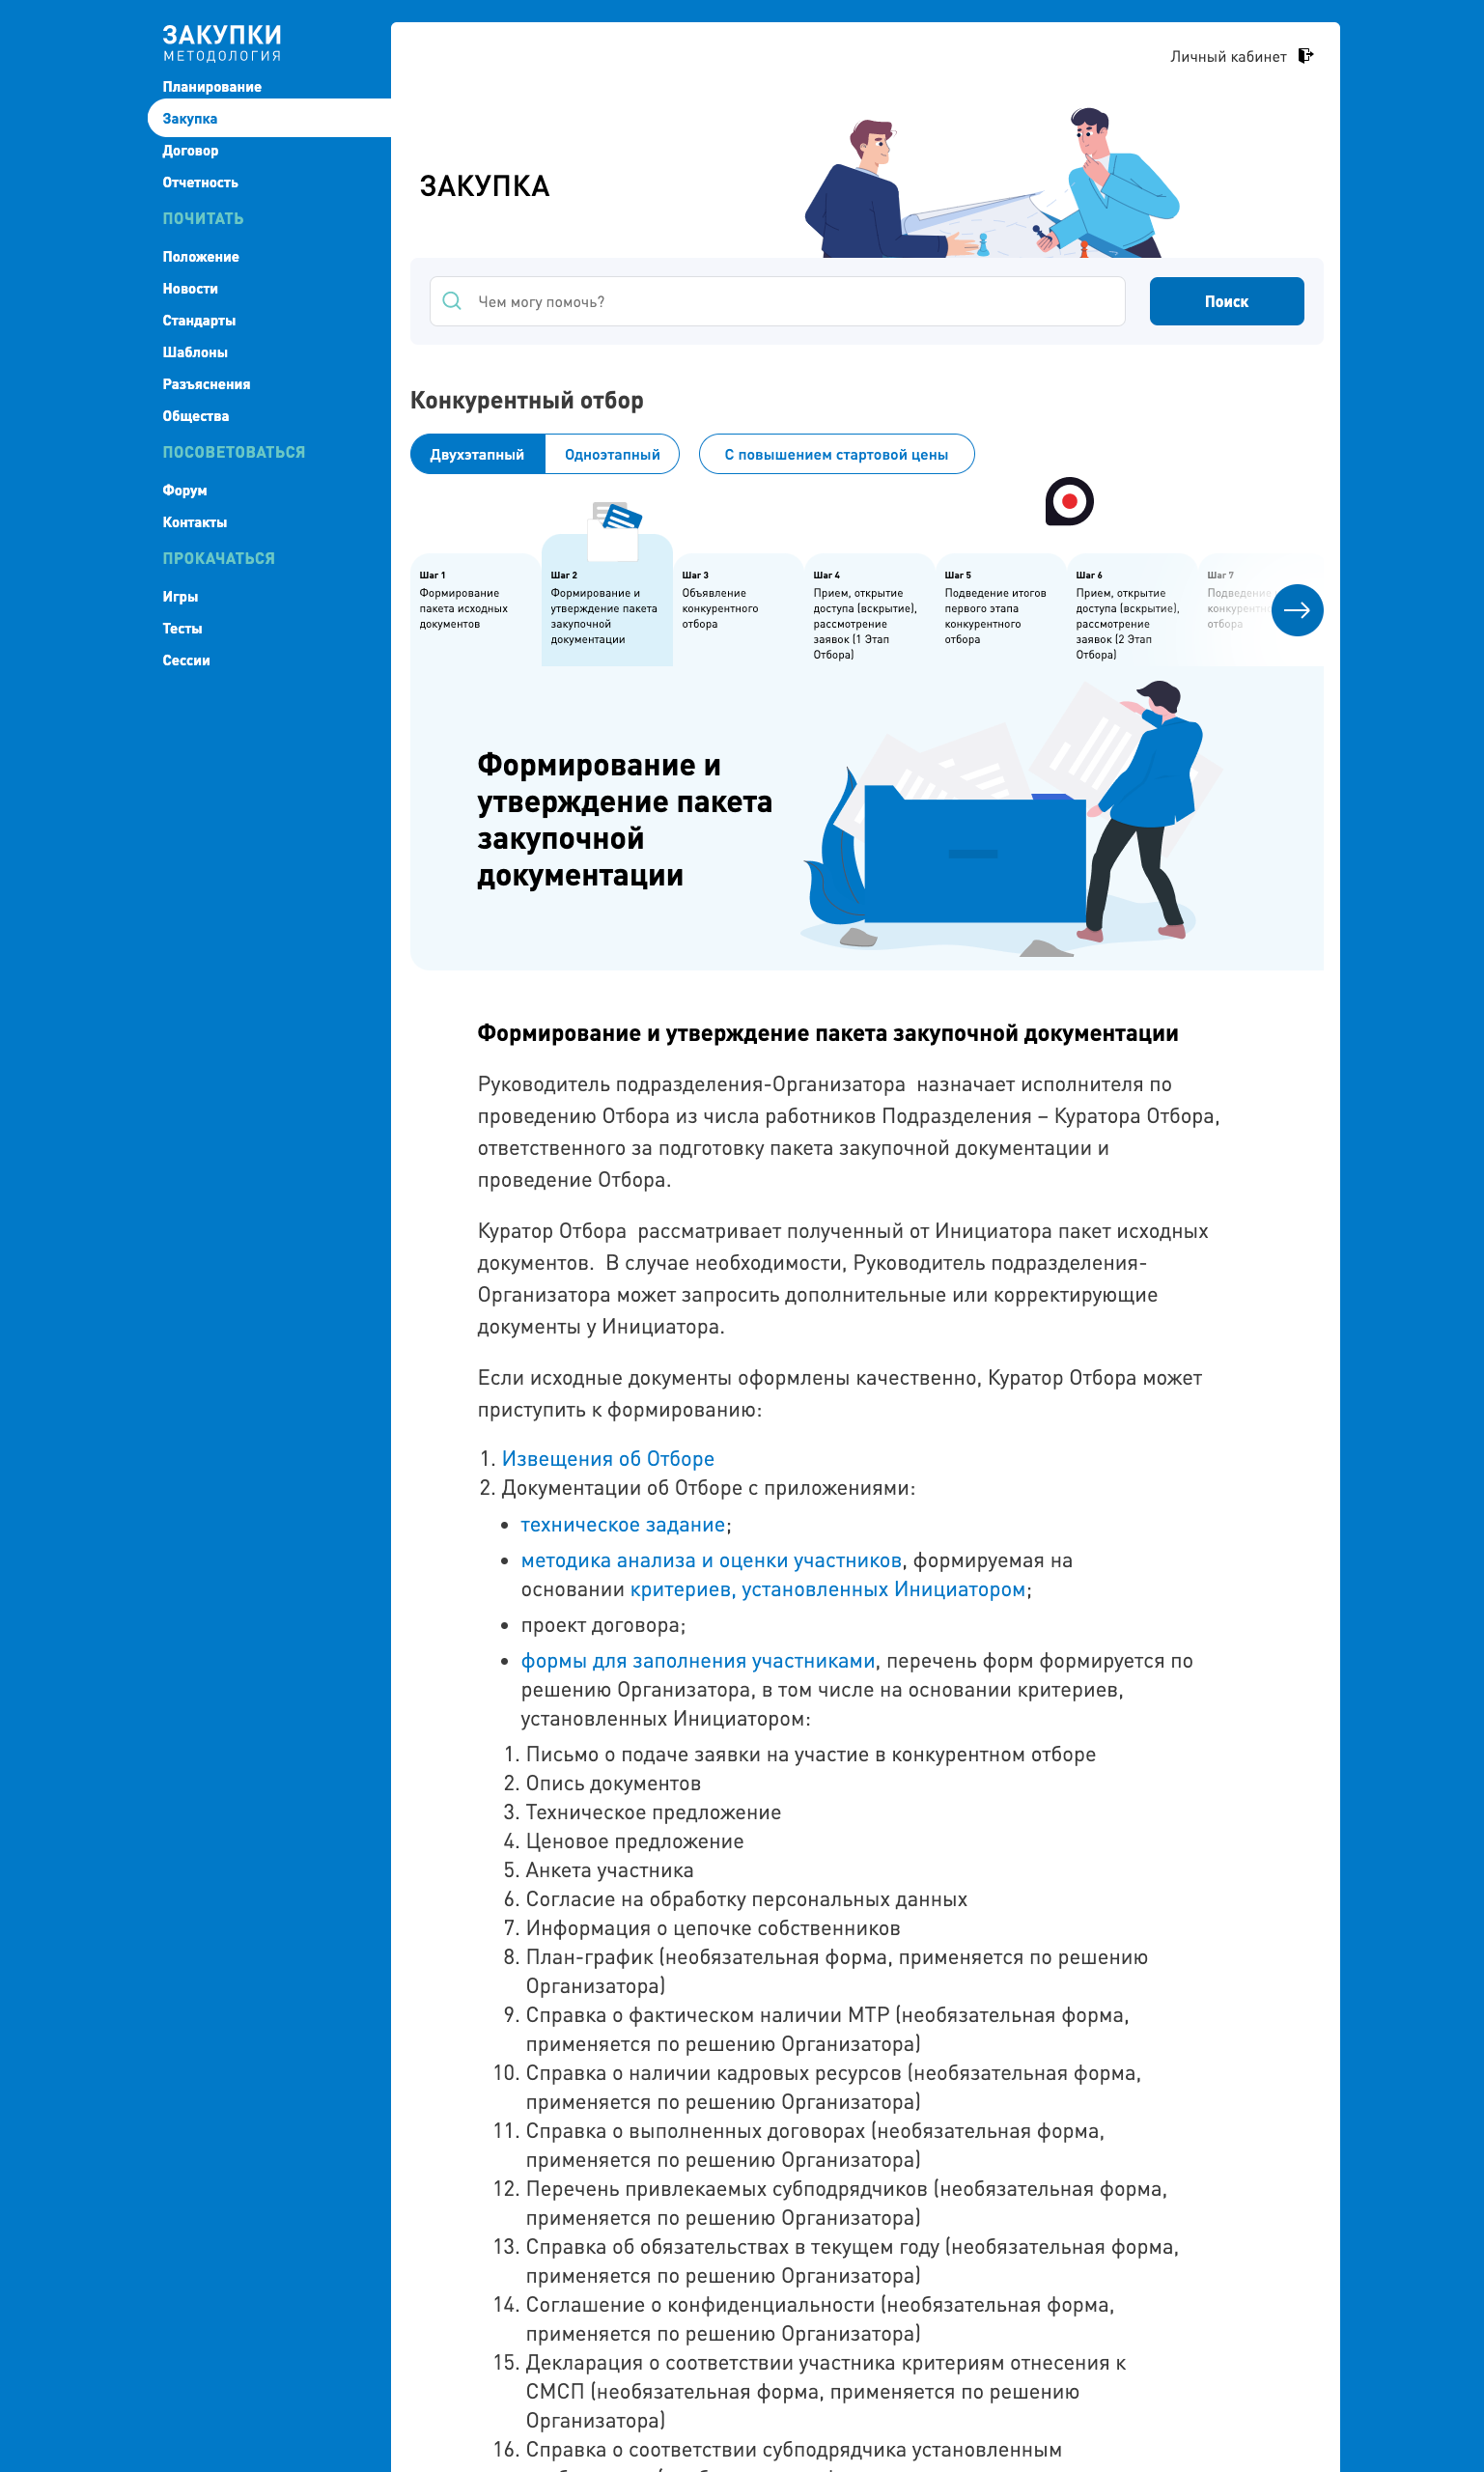 ЗАКУПКИ
МЕТОДОЛОГИЯ
Планирование
Закупка
Договор
Отчетность
ПОЧИТАТЬ
Положение
Новости
Стандарты
Шаблоны
Разъяснения
Общества
ПОСОВЕТОВАТЬСЯ
Форум
Контакты
ПРОКАЧАТЬСЯ
Игры
Тесты
Сессии
Личный кабинет
ЗАКУПКА
Чем могу помочь?
Поиск
Конкурентный отбор
Двухэтапный
Одноэтапный
С повышением стартовой цены
Шаг 1
Формирование
пакета исходных
документов
Шаг 2
Формирование и
утверждение пакета
закупочной
документации
Шаг 3
Объявление
конкурентного
отбора
Шаг 4
Прием, открытие
доступа (вскрытие),
рассмотрение
заявок (1 Этап
Отбора)
Шаг 5
Подведение итогов
первого этапа
конкурентного
отбора
Шаг 6
Прием, открытие
доступа (вскрытие),
рассмотрение
заявок (2 Этап
Отбора)
Шаг 7
Подведение
отбора
Формирование и
утверждение пакета
закупочной
документации
Формирование и утверждение пакета закупочной документации
Руководитель подразделения-Организатора  назначает исполнителя по
проведению Отбора из числа работников Подразделения – Куратора Отбора,
ответственного за подготовку пакета закупочной документации и
проведение Отбора.
Куратор Отбора  рассматривает полученный от Инициатора пакет исходных
документов.  В случае необходимости, Руководитель подразделения-
Организатора может запросить дополнительные или корректирующие
документы у Инициатора.
Если исходные документы оформлены качественно, Куратор Отбора может
приступить к формированию:
1. Извещения об Отборе
2. Документации об Отборе с приложениями:
• техническое задание;
• методика анализа и оценки участников, формируемая на
основании критериев, установленных Инициатором;
• проект договора;
• формы для заполнения участниками, перечень форм формируется по
решению Организатора, в том числе на основании критериев,
установленных Инициатором:
1. Письмо о подаче заявки на участие в конкурентном отборе
2. Опись документов
3. Техническое предложение
4. Ценовое предложение
5. Анкета участника
6. Согласие на обработку персональных данных
7. Информация о цепочке собственников
8. План-график (необязательная форма, применяется по решению
Организатора)
9. Справка о фактическом наличии МТР (необязательная форма,
применяется по решению Организатора)
10. Справка о наличии кадровых ресурсов (необязательная форма,
применяется по решению Организатора)
11. Справка о выполненных договорах (необязательная форма,
применяется по решению Организатора)
12. Перечень привлекаемых субподрядчиков (необязательная форма,
применяется по решению Организатора)
13. Справка об обязательствах в текущем году (необязательная форма,
применяется по решению Организатора)
14. Соглашение о конфиденциальности (необязательная форма,
применяется по решению Организатора)
15. Декларация о соответствии участника критериям отнесения к
СМСП (необязательная форма, применяется по решению
Организатора)
16. Справка о соответствии субподрядчика установленным